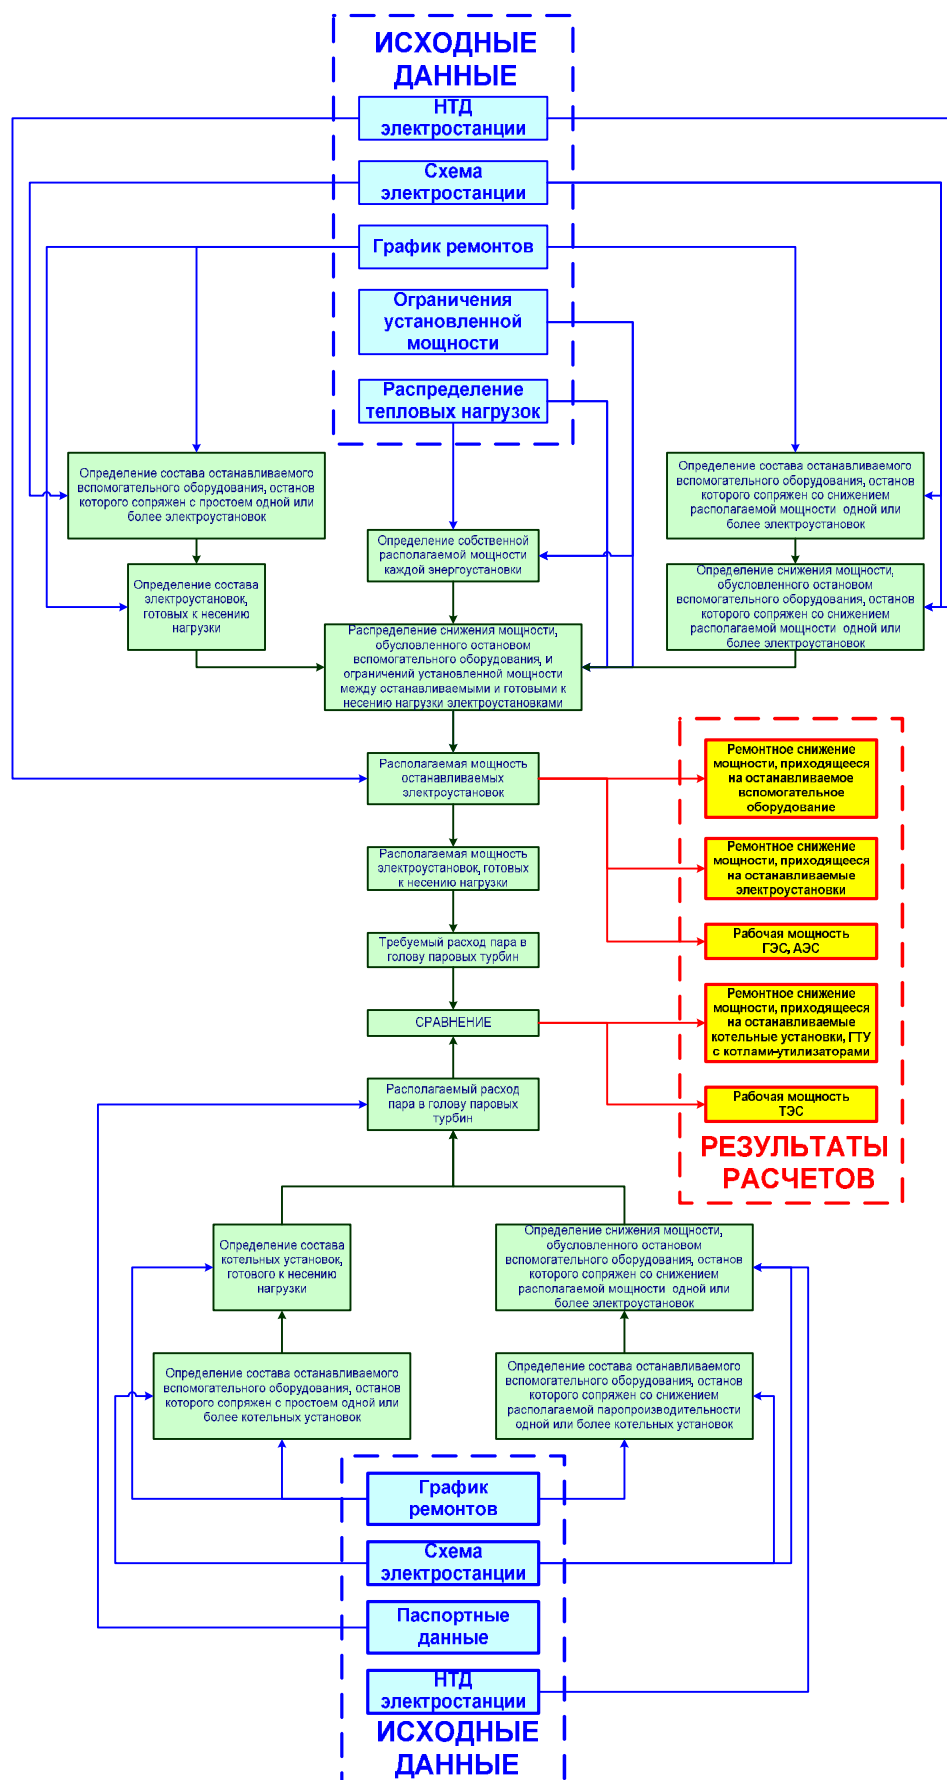 ИСХОДНЫЕ
ДАННЫЕ
НТД
электростанции
Схема
электростанции
График ремонтов
Ограничения
установленной
мощности
Распределение
тепловых нагрузок
Определение состава останавливаемого
вспомогательного оборудования, останов
которого сопряжен с простоем одной или
более электроустановок
Определение состава останавливаемого
вспомогательного оборудования, останов
которого сопряжен со снижением
располагаемой мощности одной или
более электроустановок
Определение собственной
располагаемой мощности
каждой энергоустановки
Определение состава
электроустановок,
готовых к несению
нагрузки
Определение снижения мощности,
обусловленного остановом
вспомогательного оборудования, останов
которого сопряжен со снижением
располагаемой мощности одной или
более электроустановок
Распределение снижения мощности,
обусловленного остановом
вспомогательного оборудования, и
ограничений установленной мощности
между останавливаемыми и готовыми к
несению нагрузки электроустановками
Располагаемая мощность
останавливаемых
электроустановок
Располагаемая мощность
электроустановок, готовых
к несению нагрузки
Требуемый расход пара в
голову паровых турбин
СРАВНЕНИЕ
Располагаемый расход
пара в голову паровых
турбин
Ремонтное снижение
мощности, приходящееся
на останавливаемое
вспомогательное
оборудование
Ремонтное снижение
мощности, приходящееся
на останавливаемые
электроустановки
Рабочая мощность
ГЭС, АЭС
Ремонтное снижение
мощности, приходящееся
на останавливаемые
котельные установки, ГТУ
с котлами-утилизаторами
Рабочая мощность
ТЭС
РЕЗУЛЬТАТЫ
РАСЧЕТОВ
Определение состава
котельных установок,
готового к несению
нагрузки
Определение снижения мощности,
обусловленного остановом
вспомогательного оборудования, останов
которого сопряжен со снижением
располагаемой мощности одной или
более электроустановок
Определение состава останавливаемого
вспомогательного оборудования, останов
которого сопряжен с простоем одной или
более котельных установок
Определение состава останавливаемого
вспомогательного оборудования, останов
которого сопряжен со снижением
располагаемой паропроизводительности
одной или более котельных установок
График
ремонтов
Схема
электростанции
Паспортные
данные
НТД
электростанции
ИСХОДНЫЕ
ДАННЫЕ